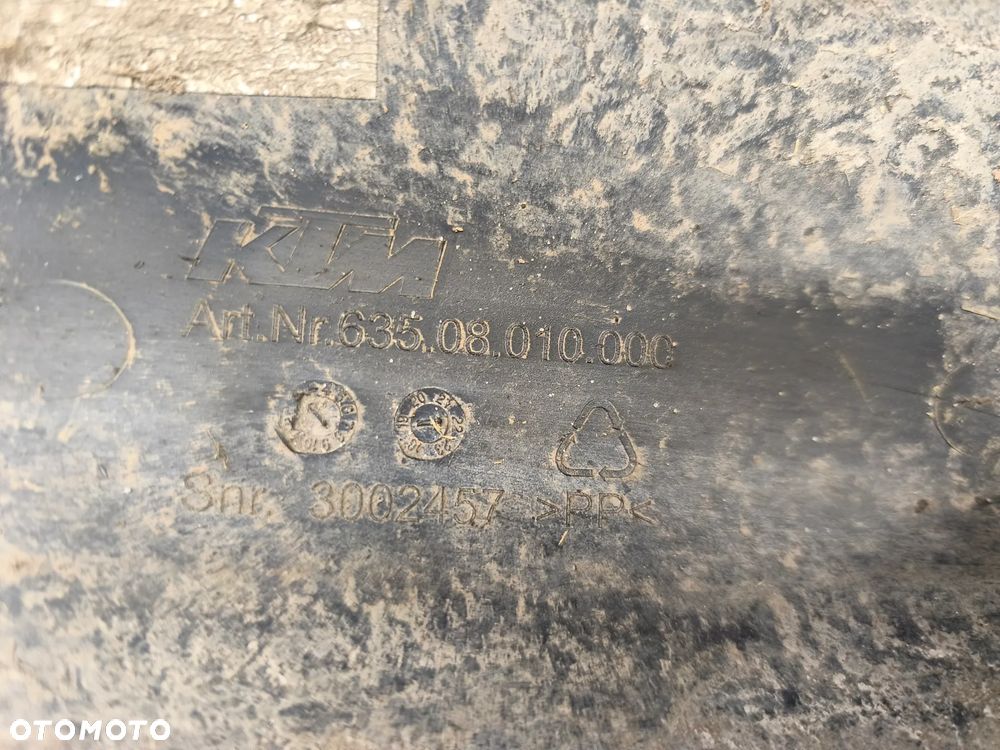 KTM
Art.Nr.635.08.010.000
Snr. 3002457 >PP<
OTOMOTO